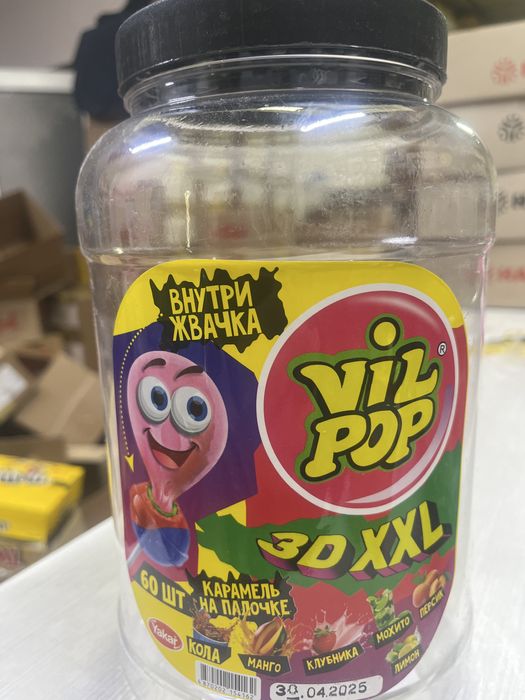 ВНУТРИ
ЖВАЧКА
ViL
POP
®
3D XXL
60 ШТ
КАРАМЕЛЬ
НА ПАЛОЧКЕ
Yakar
КОЛА
МАНГО
КЛУБНИКА
МОХИТО
ПЕРСИК
ЛИМОН
30.04.2025